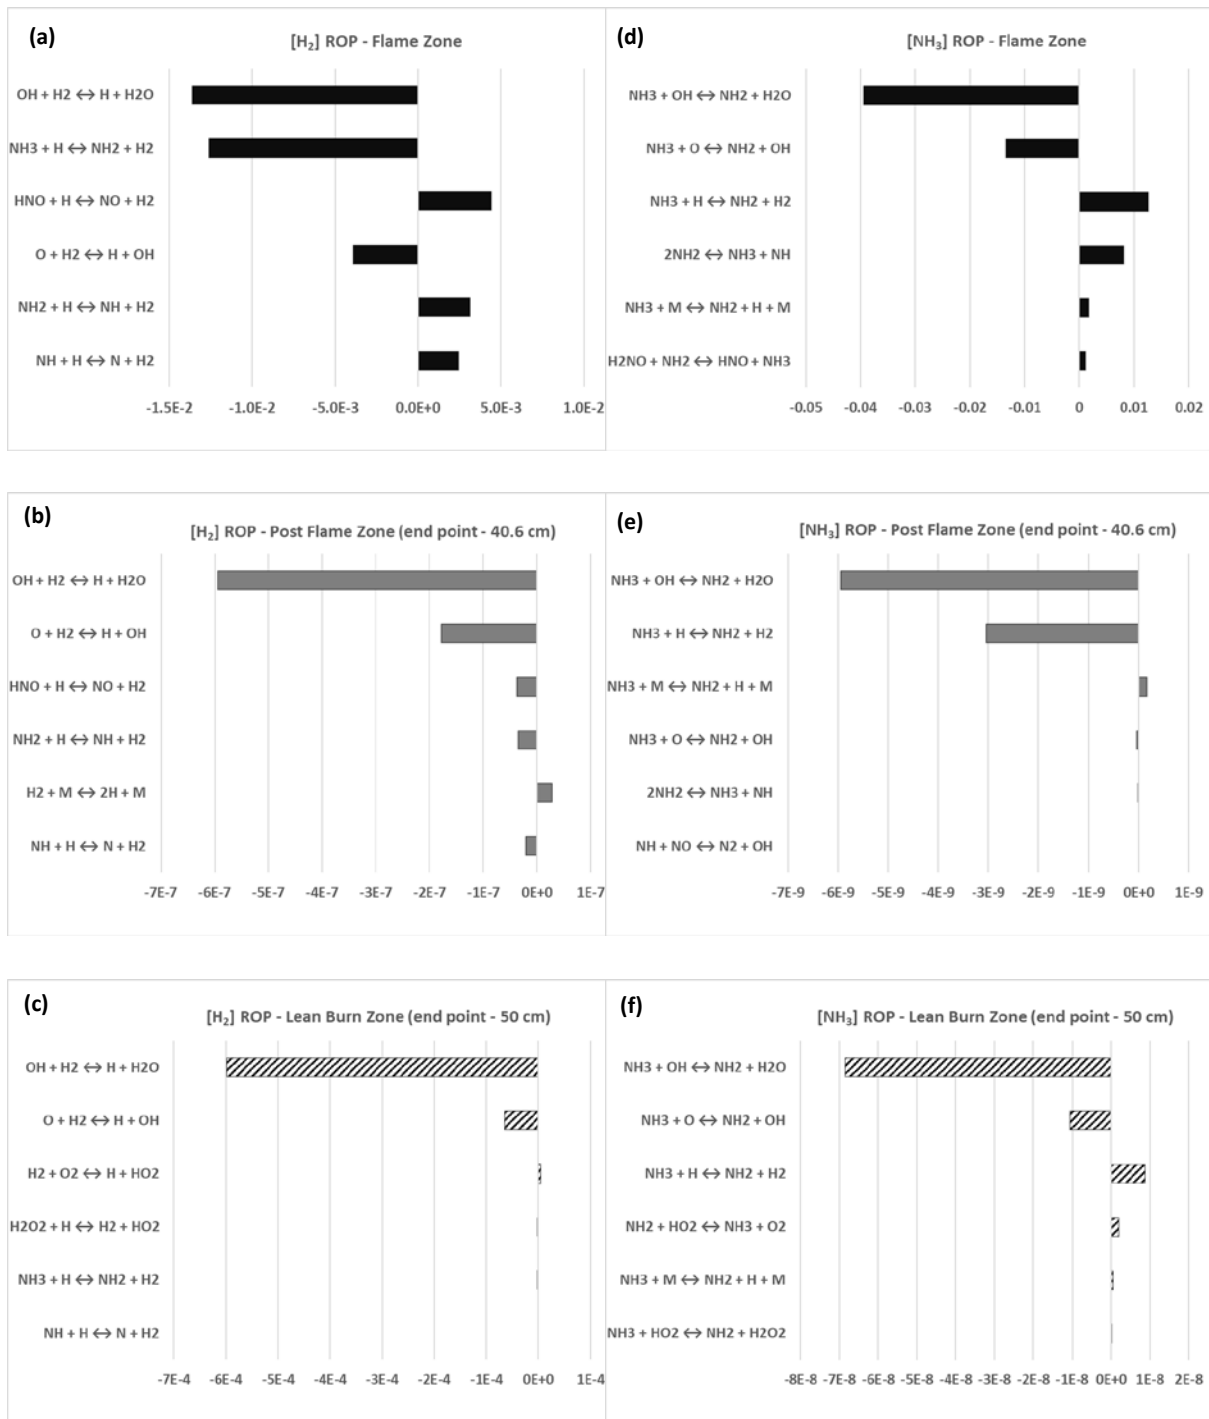 (a)
[H₂] ROP - Flame Zone
OH + H2 ↔ H + H2O
NH3 + H ↔ NH2 + H2
HNO + H ↔ NO + H2
O + H2 ↔ H + OH
NH2 + H ↔ NH + H2
NH + H ↔ N + H2
-1.5E-2 -1.0E-2 -5.0E-3 0.0E+0 5.0E-3 1.0E-2
(d)
[NH₃] ROP - Flame Zone
NH3 + OH ↔ NH2 + H2O
NH3 + O ↔ NH2 + OH
NH3 + H ↔ NH2 + H2
2NH2 ↔ NH3 + NH
NH3 + M ↔ NH2 + H + M
H2NO + NH2 ↔ HNO + NH3
-0.05 -0.04 -0.03 -0.02 -0.01 0 0.01 0.02
(b)
[H₂] ROP - Post Flame Zone (end point - 40.6 cm)
OH + H2 ↔ H + H2O
O + H2 ↔ H + OH
HNO + H ↔ NO + H2
NH2 + H ↔ NH + H2
H2 + M ↔ 2H + M
NH + H ↔ N + H2
-7E-7 -6E-7 -5E-7 -4E-7 -3E-7 -2E-7 -1E-7 0E+0 1E-7
(e)
[NH₃] ROP - Post Flame Zone (end point - 40.6 cm)
NH3 + OH ↔ NH2 + H2O
NH3 + H ↔ NH2 + H2
NH3 + M ↔ NH2 + H + M
NH3 + O ↔ NH2 + OH
2NH2 ↔ NH3 + NH
NH + NO ↔ N2 + OH
-7E-9 -6E-9 -5E-9 -4E-9 -3E-9 -2E-9 -1E-9 0E+0 1E-9
(c)
[H₂] ROP - Lean Burn Zone (end point - 50 cm)
OH + H2 ↔ H + H2O
O + H2 ↔ H + OH
H2 + O2 ↔ H + HO2
H2O2 + H ↔ H2 + HO2
NH3 + H ↔ NH2 + H2
NH + H ↔ N + H2
-7E-4 -6E-4 -5E-4 -4E-4 -3E-4 -2E-4 -1E-4 0E+0 1E-4
(f)
[NH₃] ROP - Lean Burn Zone (end point - 50 cm)
NH3 + OH ↔ NH2 + H2O
NH3 + O ↔ NH2 + OH
NH3 + H ↔ NH2 + H2
NH2 + HO2 ↔ NH3 + O2
NH3 + M ↔ NH2 + H + M
NH3 + HO2 ↔ NH2 + H2O2
-8E-8 -7E-8 -6E-8 -5E-8 -4E-8 -3E-8 -2E-8 -1E-8 0E+0 1E-8 2E-8